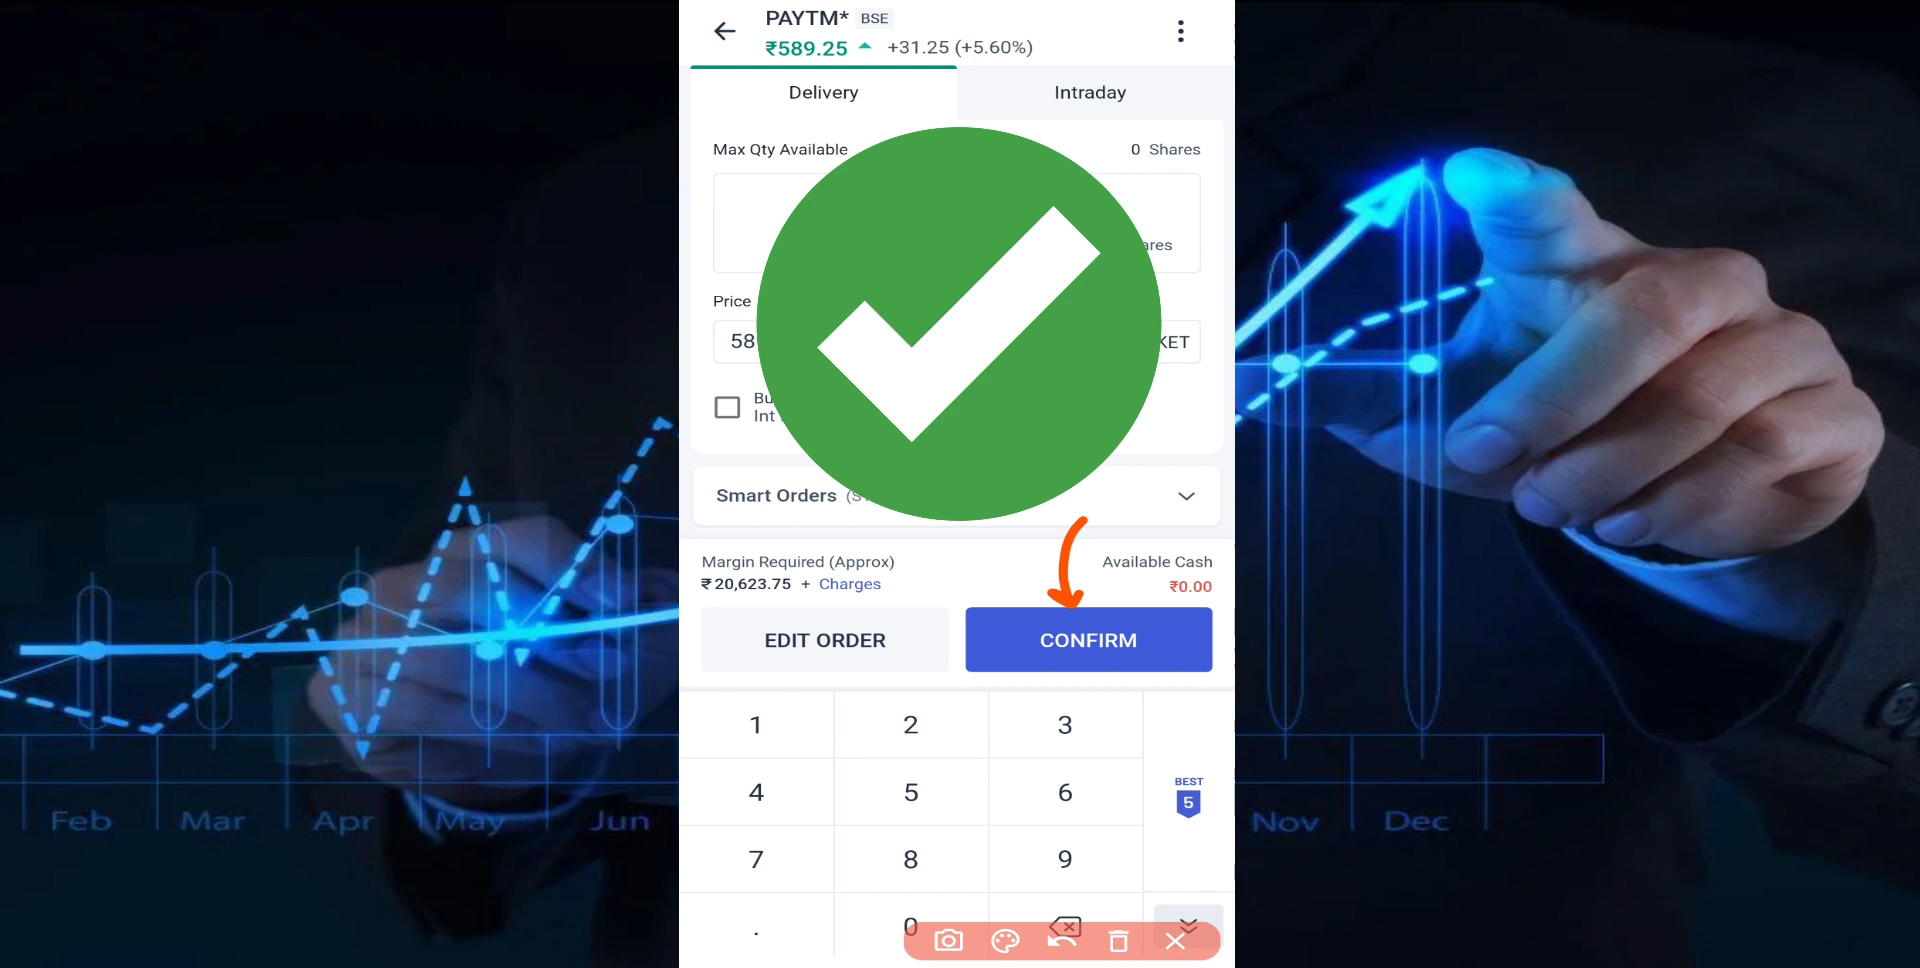 PAYTM* BSE
₹589.25 +31.25 (+5.60%)
Delivery Intraday
Max Qty Available 0 Shares
Price
Smart Orders
Margin Required (Approx) Available Cash
₹20,623.75 + Charges ₹0.00
EDIT ORDER CONFIRM
1 2 3
4 5 6
BEST
5
7 8 9
. 0
Feb Mar Apr May Jun Nov Dec